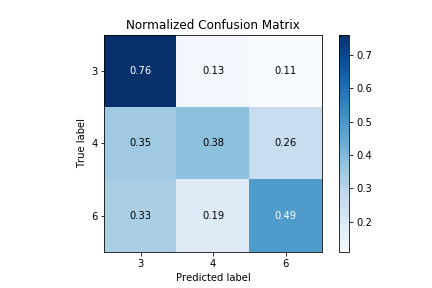 Normalized Confusion Matrix
True label
3
0.76 0.13 0.11
4
0.35 0.38 0.26
6
0.33 0.19 0.49
3 4 6
Predicted label
0.7
0.6
0.5
0.4
0.3
0.2